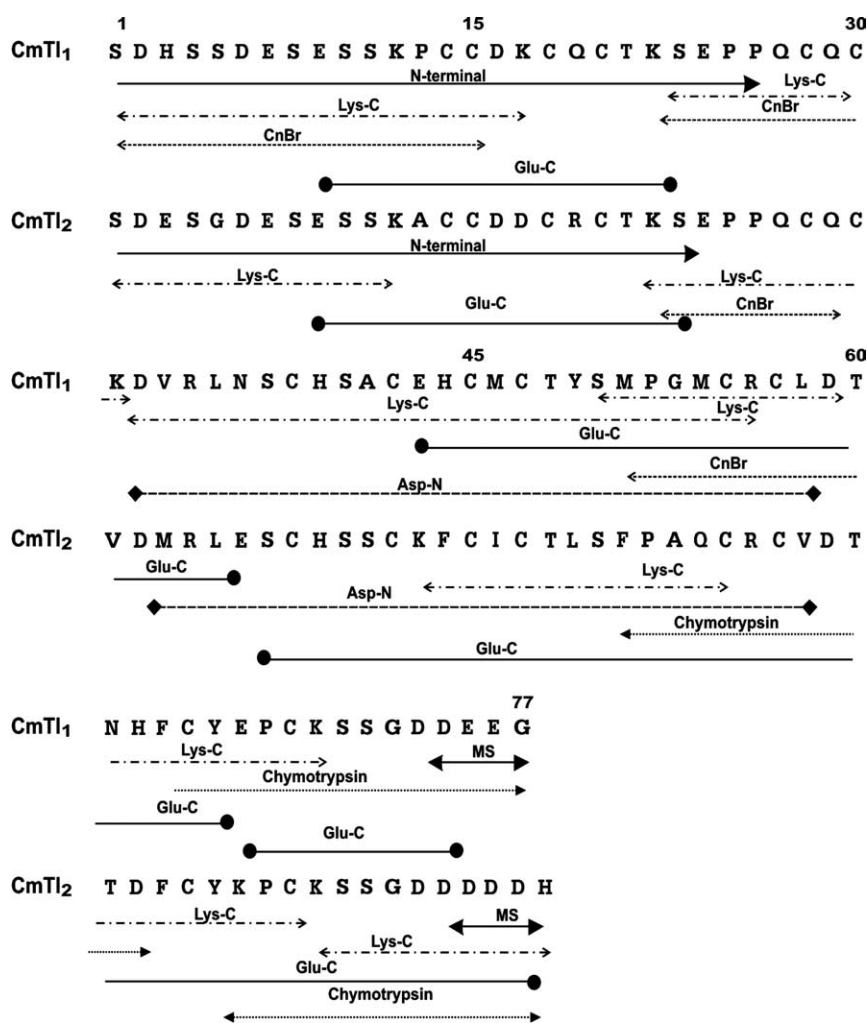 1 15 30
CmTI1 S D H S S D E S E S S K P C C D K C Q C T K S E P P Q C Q C
N-terminal Lys-C
Lys-C CnBr
CnBr
Glu-C
CmTI2 S D E S G D E S E S S K A C C D D C R C T K S E P P Q C Q C
N-terminal
Lys-C Lys-C
Glu-C CnBr
45 60
CmTI1 K D V R L N S C H S A C E H C M C T Y S M P G M C R C L D T
Lys-C Lys-C
Glu-C
CnBr
Asp-N
CmTI2 V D M R L E S C H S S C K F C I C T L S F P A Q C R C V D T
Glu-C Lys-C
Asp-N
Chymotrypsin
Glu-C
77
CmTI1 N H F C Y E P C K S S G D D E E G
Lys-C MS
Chymotrypsin
Glu-C
Glu-C
CmTI2 T D F C Y K P C K S S G D D D D D H
Lys-C MS
Lys-C
Glu-C
Chymotrypsin